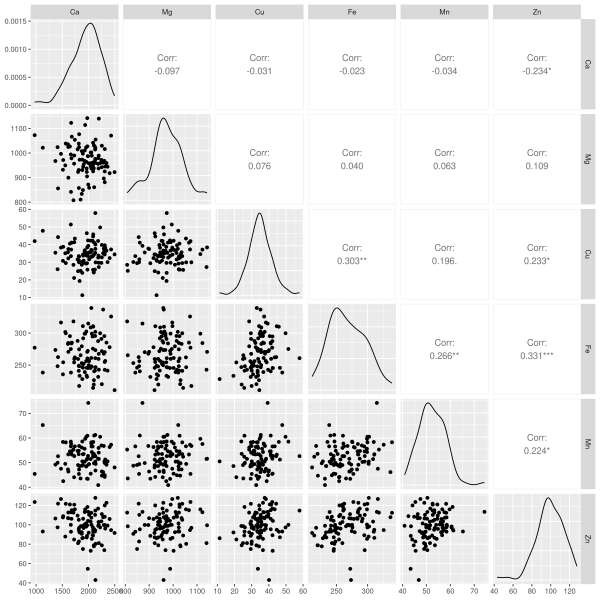 Ca Mg Cu Fe Mn Zn
0.0015
0.0010
0.0005
0.0000
Corr:
-0.097
Corr:
-0.031
Corr:
-0.023
Corr:
-0.034
Corr:
-0.234*
Ca
1100
1000
900
800
Corr:
0.076
Corr:
0.040
Corr:
0.063
Corr:
0.109
Mg
60
50
40
30
20
10
Corr:
0.303**
Corr:
0.196.
Corr:
0.233*
Cu
300
250
Corr:
0.266**
Corr:
0.331***
Fe
70
60
50
40
Corr:
0.224*
Mn
120
100
80
60
40
Zn
1000 1500 2000 2500
800 900 1000 1100
10 20 30 40 50 60
250 300
40 50 60 70
40 60 80 100 120